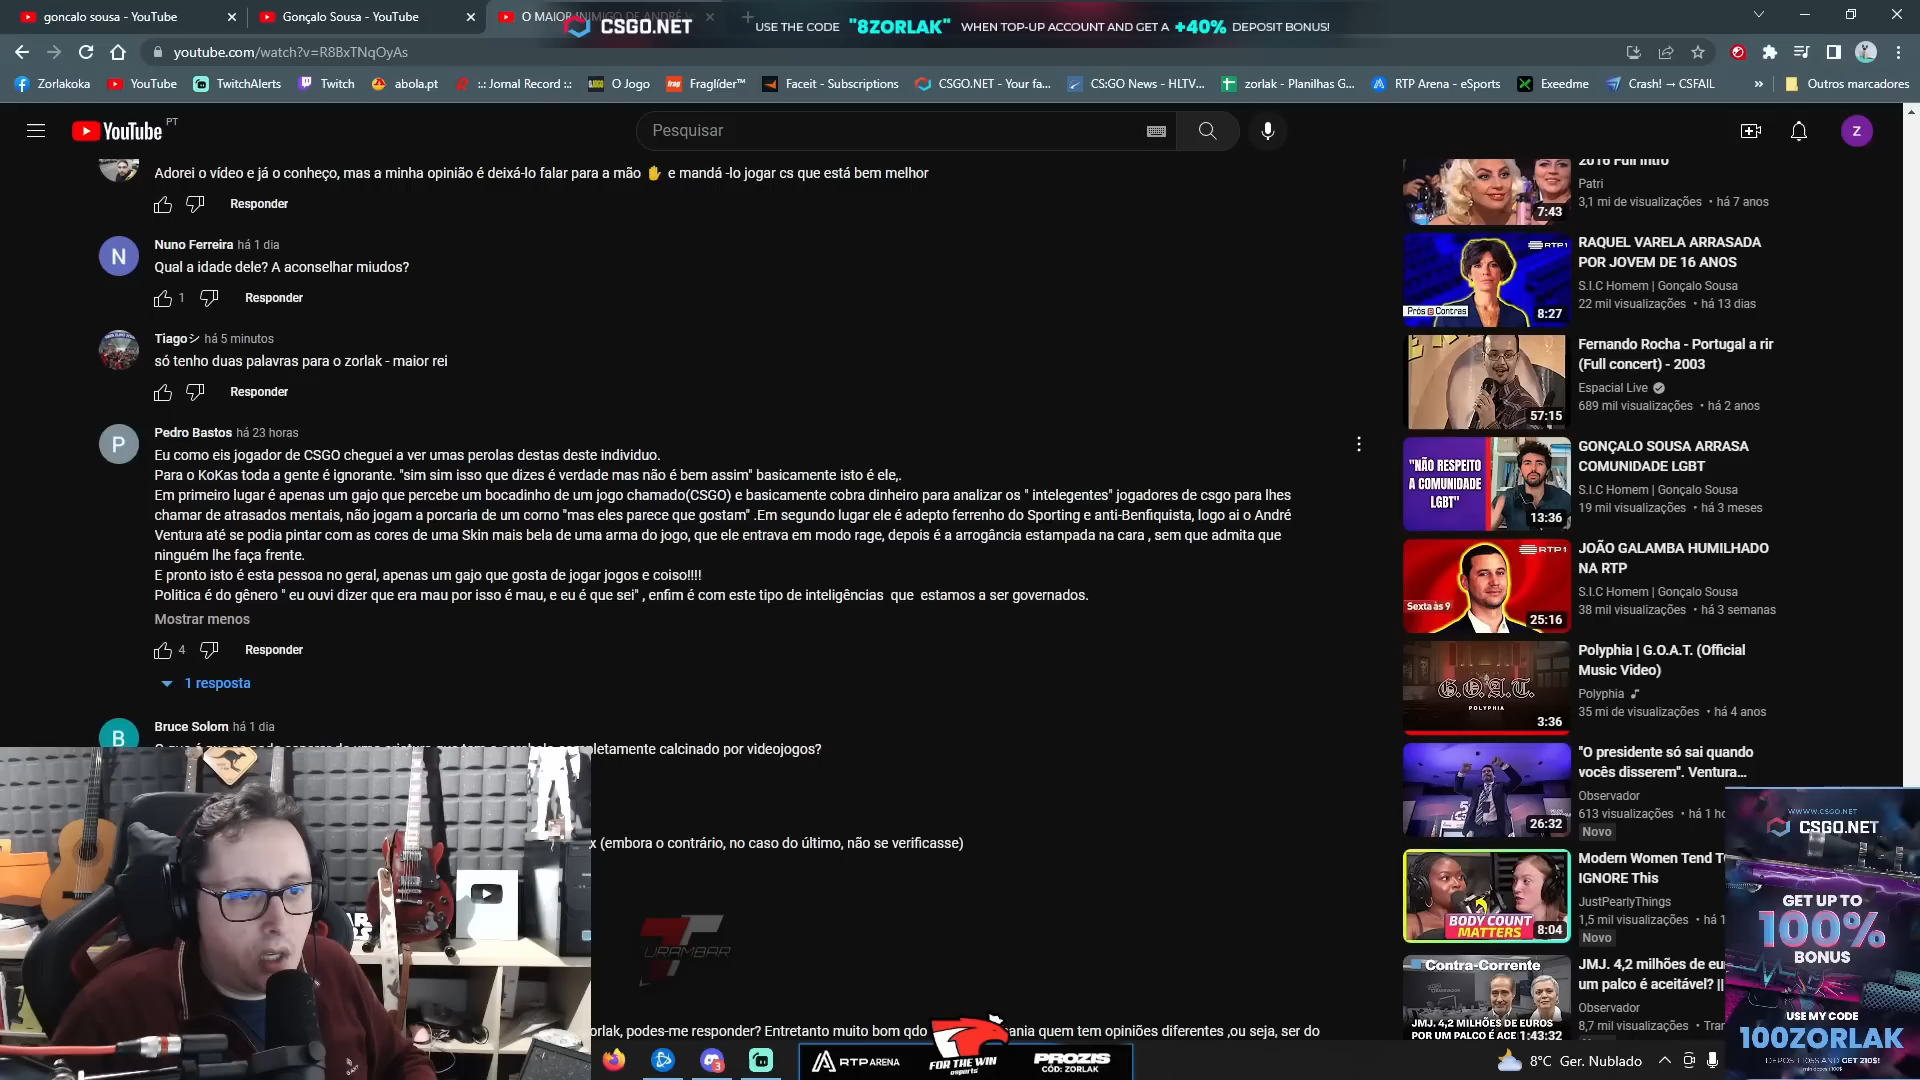 goncalo sousa - YouTube
Gonçalo Sousa - YouTube
O MAIOR INIMIGO DE ANDRÉ
CSGO.NET
USE THE CODE "8ZORLAK" WHEN TOP-UP ACCOUNT AND GET A +40% DEPOSIT BONUS!
youtube.com/watch?v=R8BxTNqOyAs
Zorlakoka
YouTube
TwitchAlerts
Twitch
abola.pt
::: Jornal Record :::
O Jogo
Fraglíder™
Faceit - Subscriptions
CSGO.NET - Your fa...
CS:GO News - HLTV...
zorlak - Planilhas G...
RTP Arena - eSports
Exeedme
Crash! → CSFAIL
»
Outros marcadores
YouTube PT
Pesquisar
Z
Adorei o vídeo e já o conheço, mas a minha opinião é deixá-lo falar para a mão ✋ e mandá -lo jogar cs que está bem melhor
Responder
N
Nuno Ferreira há 1 dia
Qual a idade dele? A aconselhar miudos?
1 Responder
Tiagoシ há 5 minutos
só tenho duas palavras para o zorlak - maior rei
Responder
P
Pedro Bastos há 23 horas
Eu como eis jogador de CSGO cheguei a ver umas perolas destas deste individuo.
Para o KoKas toda a gente é ignorante. "sim sim isso que dizes é verdade mas não é bem assim" basicamente isto é ele,.
Em primeiro lugar é apenas um gajo que percebe um bocadinho de um jogo chamado(CSGO) e basicamente cobra dinheiro para analizar os " intelegentes" jogadores de csgo para lhes
chamar de atrasados mentais, não jogam a porcaria de um corno "mas eles parece que gostam" .Em segundo lugar ele é adepto ferrenho do Sporting e anti-Benfiquista, logo ai o André
Ventura até se podia pintar com as cores de uma Skin mais bela de uma arma do jogo, que ele entrava em modo rage, depois é a arrogância estampada na cara , sem que admita que
ninguém lhe faça frente.
E pronto isto é esta pessoa no geral, apenas um gajo que gosta de jogar jogos e coiso!!!!
Politica é do gênero " eu ouvi dizer que era mau por isso é mau, e eu é que sei" , enfim é com este tipo de inteligências que estamos a ser governados.
Mostrar menos
4 Responder
1 resposta
B
Bruce Solom há 1 dia
completamente calcinado por videojogos?
x (embora o contrário, no caso do último, não se verificasse)
URAMBAR
zorlak, podes-me responder? Entretanto muito bom qdo
ania quem tem opiniões diferentes ,ou seja, ser do
2016 Full Intro
Patri
3,1 mi de visualizações • há 7 anos
7:43
RTP1
Prós e Contras
8:27
RAQUEL VARELA ARRASADA
POR JOVEM DE 16 ANOS
S.I.C Homem | Gonçalo Sousa
22 mil visualizações • há 13 dias
57:15
Fernando Rocha - Portugal a rir
(Full concert) - 2003
Espacial Live
689 mil visualizações • há 2 anos
"NÃO RESPEITO
A COMUNIDADE
LGBT"
13:36
GONÇALO SOUSA ARRASA
COMUNIDADE LGBT
S.I.C Homem | Gonçalo Sousa
19 mil visualizações • há 3 meses
RTP1
Sexta às 9
25:16
JOÃO GALAMBA HUMILHADO
NA RTP
S.I.C Homem | Gonçalo Sousa
38 mil visualizações • há 3 semanas
G.O.A.T.
POLYPHIA
3:36
Polyphia | G.O.A.T. (Official
Music Video)
Polyphia
35 mi de visualizações • há 4 anos
26:32
"O presidente só sai quando
vocês disserem". Ventura...
Observador
613 visualizações • há 1 ho
Novo
BODY COUNT
MATTERS
8:04
Modern Women Tend T
IGNORE This
JustPearlyThings
1,5 mil visualizações • há 1
Novo
Contra-Corrente
JMJ. 4,2 MILHÕES DE EUROS
POR UM PALCO É ACE
1:43:32
JMJ. 4,2 milhões de eu
um palco é aceitável? ||
Observador
8,7 mil visualizações • Tran
WWW.CSGO.NET
CSGO.NET
GET UP TO
100%
BONUS
USE MY CODE
100ZORLAK
RTP ARENA
FOR THE WIN
esports
PROZIS
CÓD: ZORLAK
3
8°C Ger. Nublado